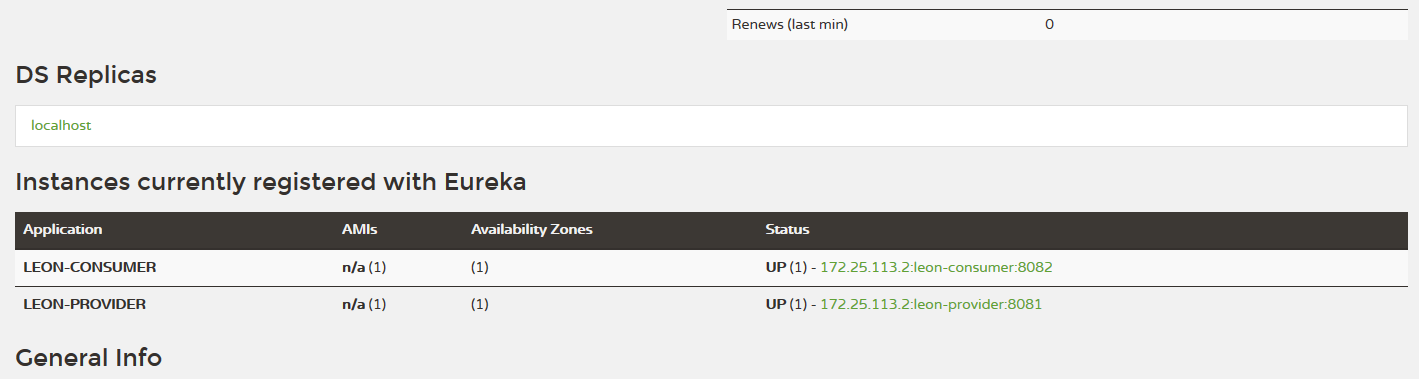 Renews (last min) 0
DS Replicas
localhost
Instances currently registered with Eureka
Application AMIs Availability Zones Status
LEON-CONSUMER n/a (1) (1) UP (1) - 172.25.113.2:leon-consumer:8082
LEON-PROVIDER n/a (1) (1) UP (1) - 172.25.113.2:leon-provider:8081
General Info